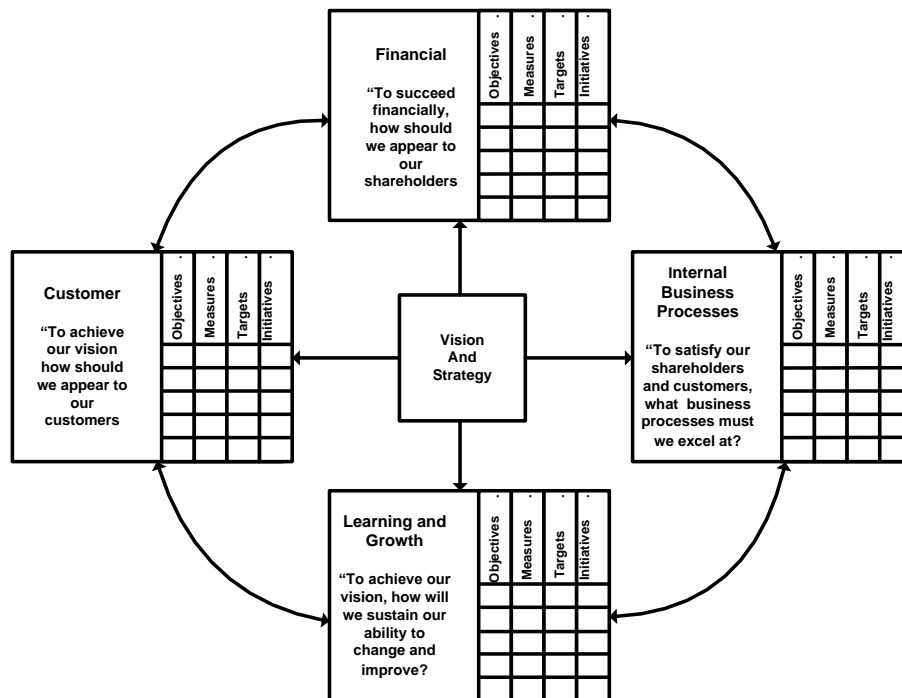 Financial
“To succeed
financially,
how should
we appear to
our
shareholders
Objectives
Measures
Targets
Initiatives
Customer
“To achieve
our vision
how should
we appear to
our
customers
Objectives
Measures
Targets
Initiatives
Vision
And
Strategy
Internal
Business
Processes
“To satisfy our
shareholders
and customers,
what business
processes must
we excel at?
Objectives
Measures
Targets
Initiatives
Learning and
Growth
“To achieve our
vision, how will
we sustain our
ability to
change and
improve?
Objectives
Measures
Targets
Initiatives